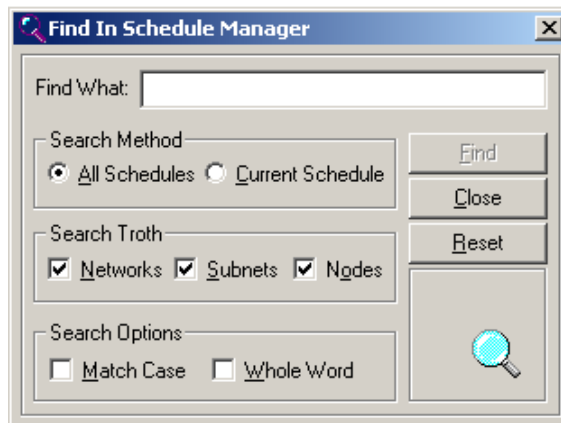 Find In Schedule Manager
Find What:
Search Method
All Schedules Current Schedule
Find
Close
Search Troth
Networks Subnets Nodes
Reset
Search Options
Match Case Whole Word